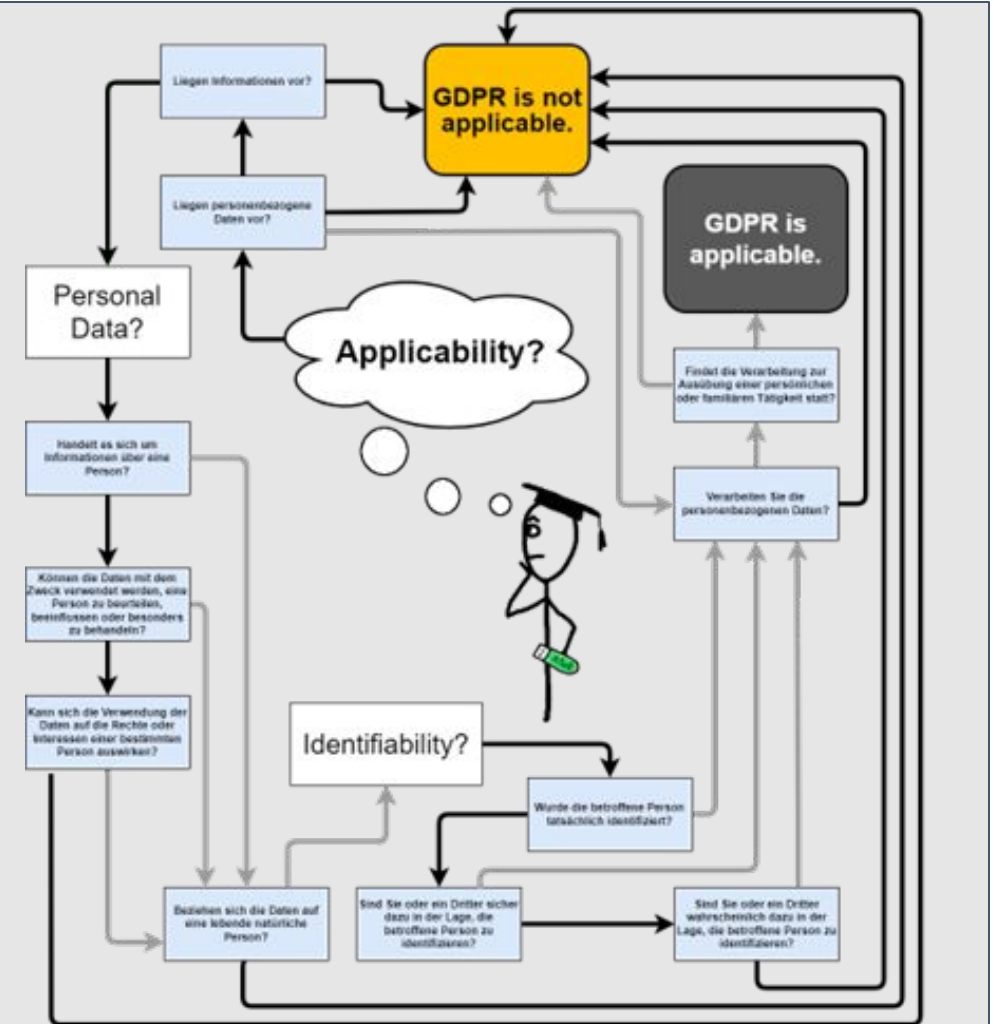 Liegen Informationen vor?
GDPR is not
applicable.
Liegen personenbezogene
Daten vor?
GDPR is
applicable.
Personal
Data?
Applicability?
Findet die Verarbeitung zur
Ausübung einer persönlichen
oder familiären Tätigkeit statt?
Handelt es sich um
Informationen über eine
Person?
Verarbeiten Sie die
personenbezogenen Daten?
Können die Daten mit dem
Zweck verwendet werden, eine
Person zu beurteilen,
beeinflussen oder besonders
zu behandeln?
Kann sich die Verwendung der
Daten auf die Rechte oder
Interessen einer bestimmten
Person auswirken?
Identifiability?
Wurde die betroffene Person
tatsächlich identifiziert?
Beziehen sich die Daten auf
eine lebende natürliche
Person?
Sind Sie oder ein Dritter sicher
dazu in der Lage, die
betroffene Person zu
identifizieren?
Sind Sie oder ein Dritter
wahrscheinlich dazu in der
Lage, die betroffene Person zu
identifizieren?